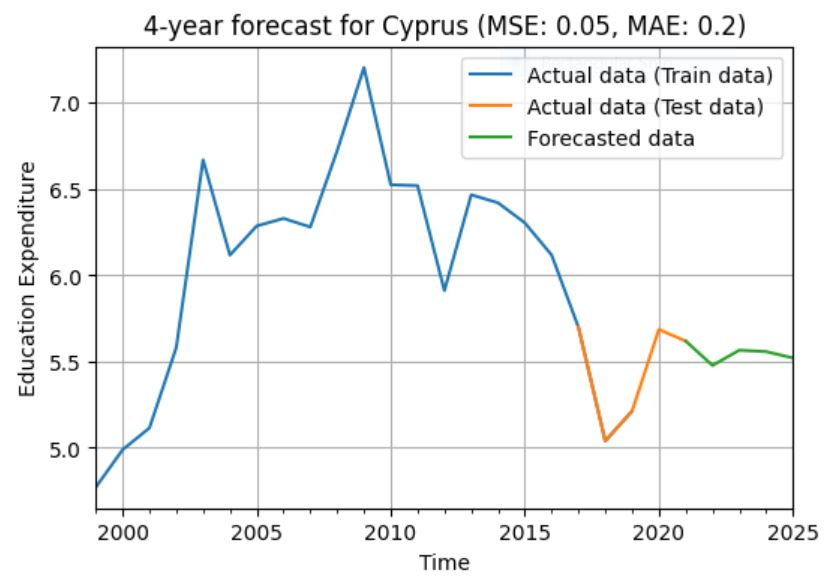 4-year forecast for Cyprus (MSE: 0.05, MAE: 0.2)
Actual data (Train data)
Actual data (Test data)
Forecasted data
Education Expenditure
7.0
6.5
6.0
5.5
5.0
2000 2005 2010 2015 2020 2025
Time